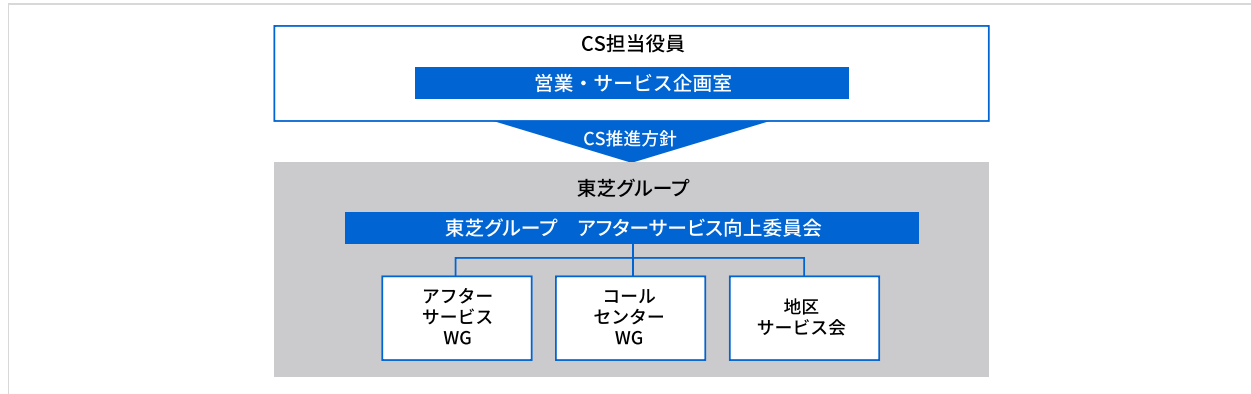 CS担当役員
営業・サービス企画室
CS推進方針
東芝グループ
東芝グループ　アフターサービス向上委員会
アフター
サービス
WG
コール
センター
WG
地区
サービス会